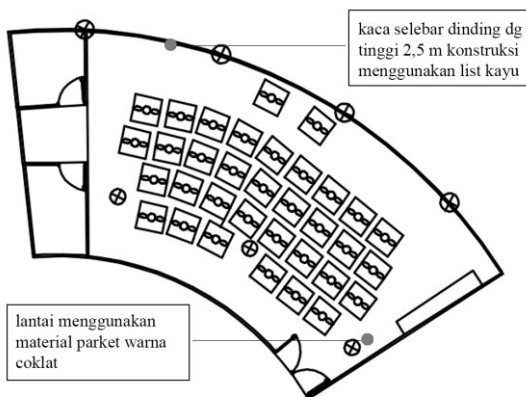 kaca selebar dinding dg
tinggi 2,5 m konstruksi
menggunakan list kayu
lantai menggunakan
material parket warna
coklat